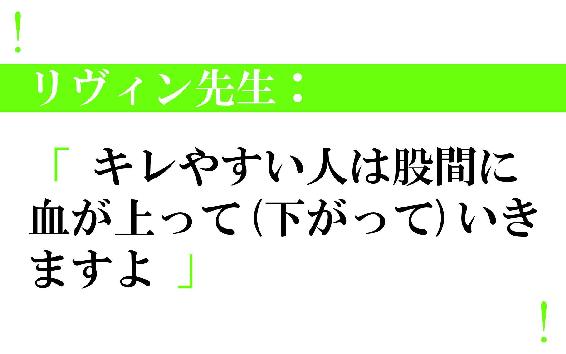 !
リヴィン先生：
「 キレやすい人は股間に
血が上って(下がって)いき
ますよ 」
!